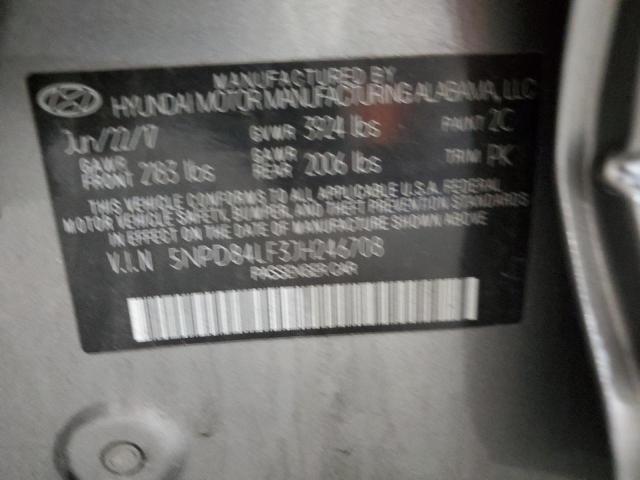 MANUFACTURED BY
HYUNDAI MOTOR MANUFACTURING ALABAMA, LLC
Jun/22/17 GVWR 3924 lbs PAINT 2C
GAWR FRONT 2183 lbs GAWR REAR 2006 lbs TRIM PK
THIS VEHICLE CONFORMS TO ALL APPLICABLE U.S.A. FEDERAL
MOTOR VEHICLE SAFETY, BUMPER, AND THEFT PREVENTION STANDARDS
IN EFFECT ON THE DATE OF MANUFACTURE SHOWN ABOVE.
V.I.N 5NPD84LF3JH246708
PASSENGER CAR